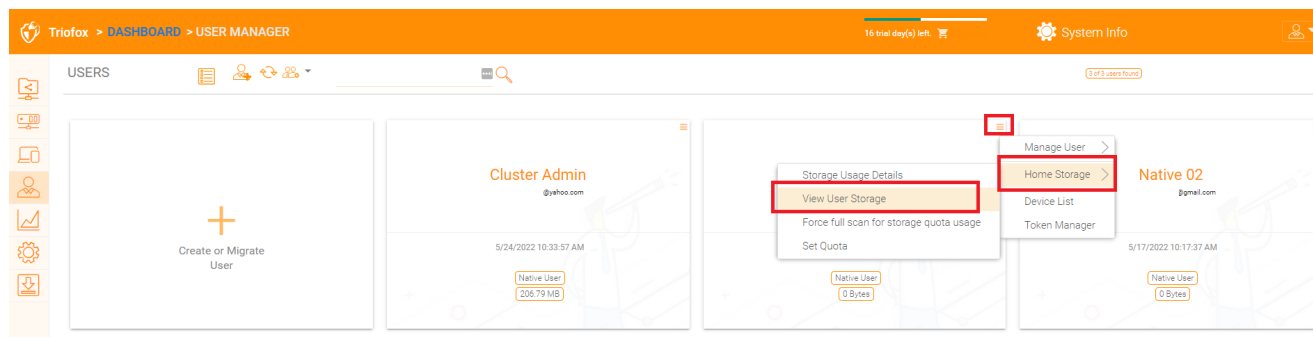 Triofox > DASHBOARD > USER MANAGER
16 trial day(s) left.
System Info
USERS
3 of 3 users found
Create or Migrate
User
Cluster Admin
@yahoo.com
5/24/2022 10:33:57 AM
Native User
206.79 MB
Manage User
Home Storage
Device List
Token Manager
Storage Usage Details
View User Storage
Force full scan for storage quota usage
Set Quota
Native User
0 Bytes
Native 02
@gmail.com
5/17/2022 10:17:37 AM
Native User
0 Bytes